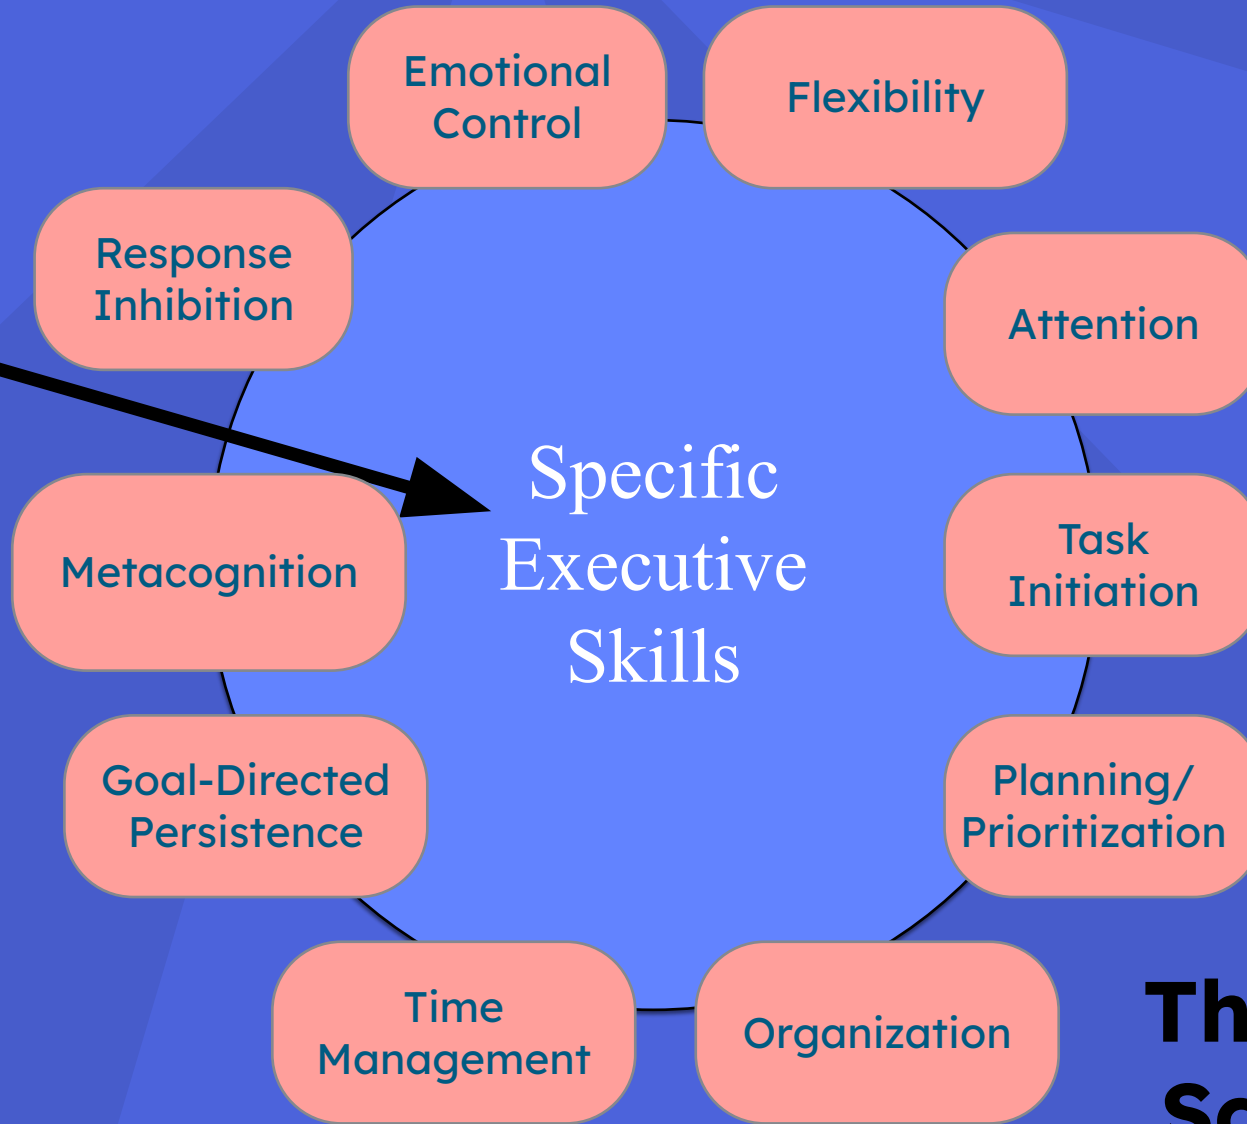 Emotional
Control
Flexibility
Response
Inhibition
Attention
Specific
Executive
Skills
Metacognition
Task
Initiation
Goal-Directed
Persistence
Planning/
Prioritization
Time
Management
Organization